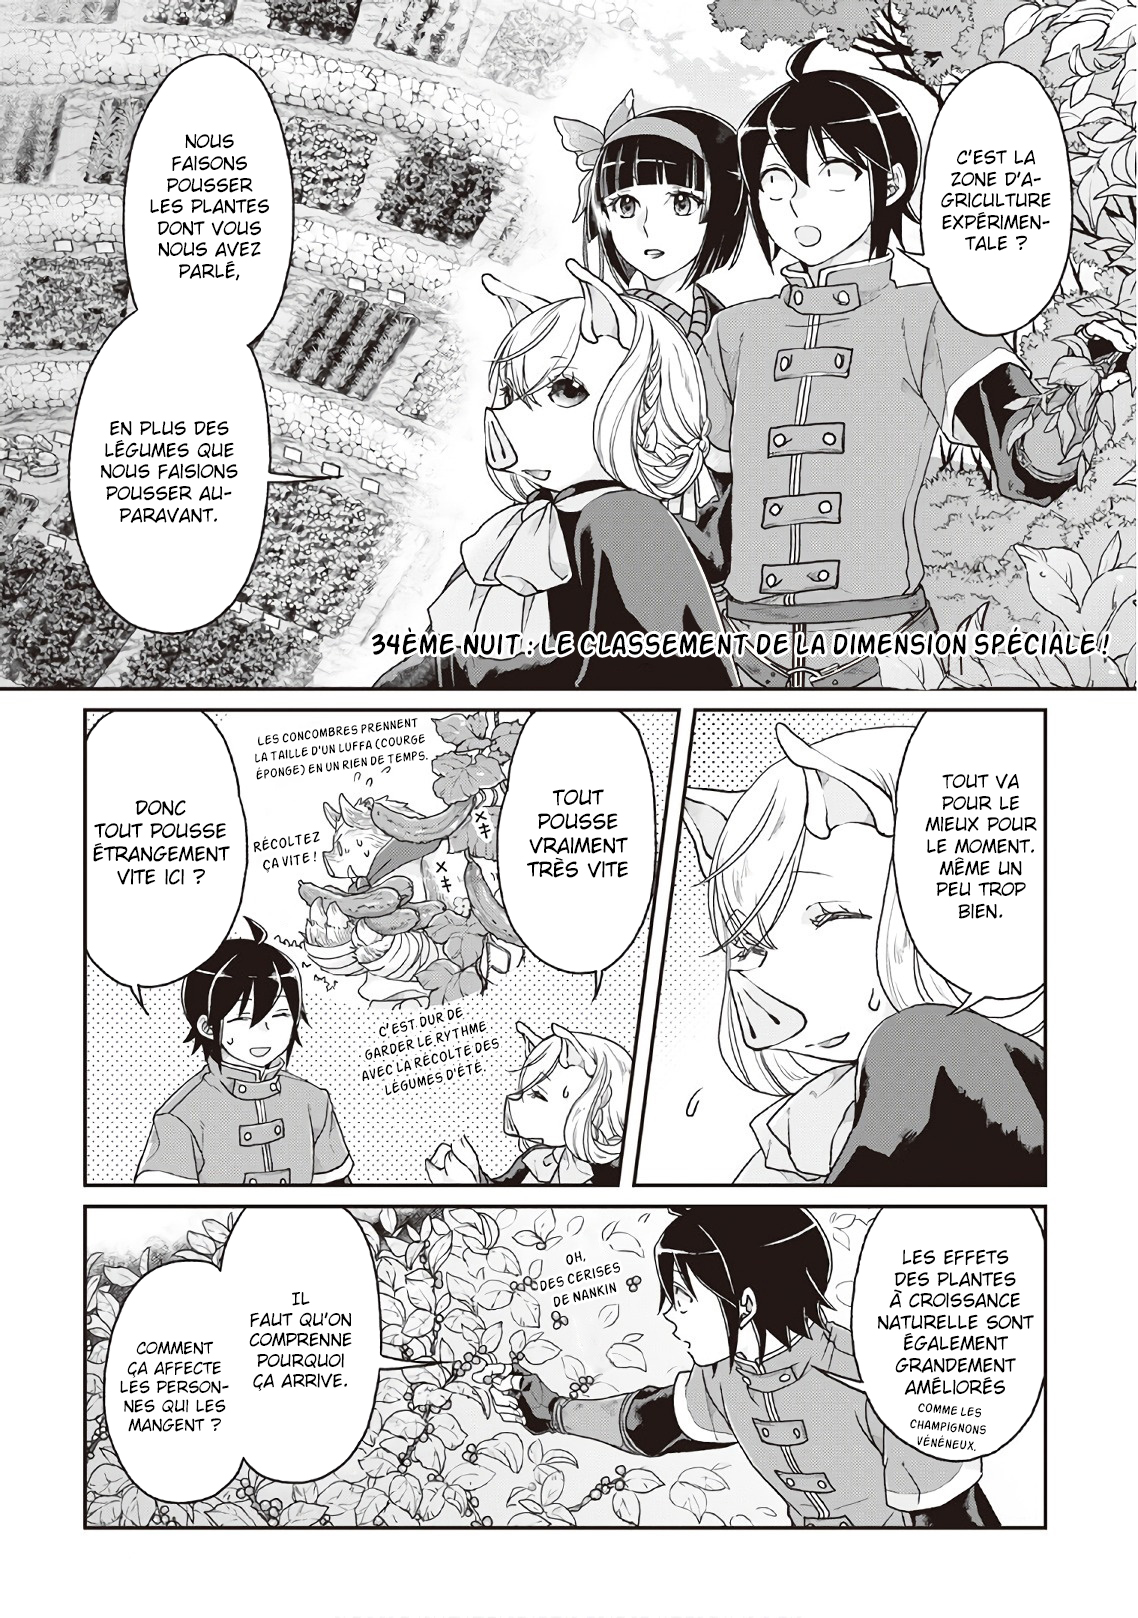 C'EST LA
ZONE D'A-
GRICULTURE
EXPÉRIMEN-
TALE ?
NOUS
FAISONS
POUSSER
LES PLANTES
DONT VOUS
NOUS AVEZ
PARLÉ,
EN PLUS DES
LÉGUMES QUE
NOUS FAISIONS
POUSSER AU-
PARAVANT.
34ÈME NUIT : LE CLASSEMENT DE LA DIMENSION SPÉCIALE !
TOUT VA
POUR LE
MIEUX POUR
LE MOMENT.
MÊME UN
PEU TROP
BIEN.
TOUT
POUSSE
VRAIMENT
TRÈS VITE
LES CONCOMBRES PRENNENT
LA TAILLE D'UN LUFFA (COURGE
ÉPONGE) EN UN RIEN DE TEMPS.
RÉCOLTEZ
ÇA VITE !
C'EST DUR DE
GARDER LE RYTHME
AVEC LA RÉCOLTE DES
LÉGUMES D'ÉTÉ.
DONC
TOUT POUSSE
ÉTRANGEMENT
VITE ICI ?
LES EFFETS
DES PLANTES
À CROISSANCE
NATURELLE SONT
ÉGALEMENT
GRANDEMENT
AMÉLIORÉS
COMME LES
CHAMPIGNONS
VÉNÉNEUX.
OH,
DES CERISES
DE NANKIN
IL
FAUT QU'ON
COMPRENNE
POURQUOI
ÇA ARRIVE.
COMMENT
ÇA AFFECTE
LES PERSON-
NES QUI LES
MANGENT ?